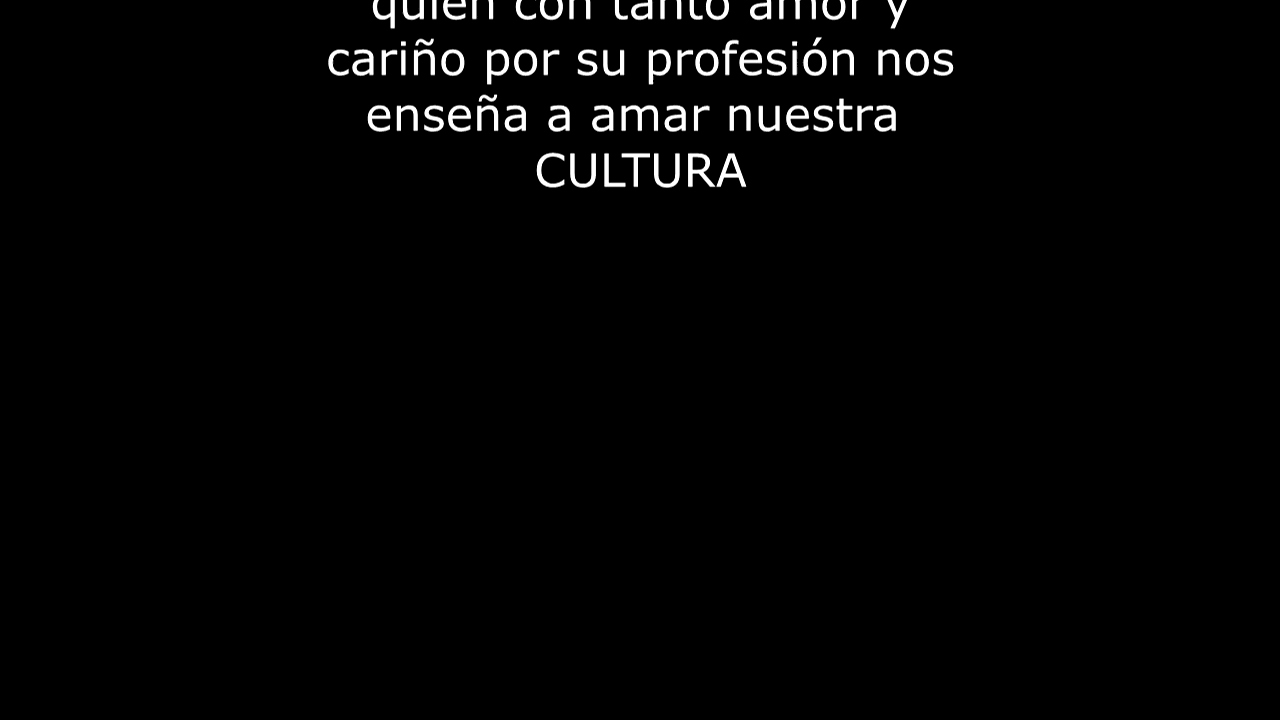 quien con tanto amor y
cariño por su profesión nos
enseña a amar nuestra
CULTURA